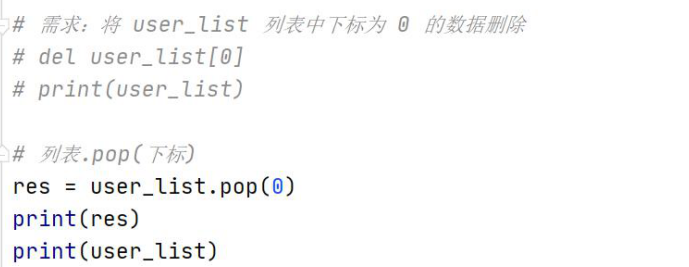 # 需求：将 user_list 列表中下标为 0 的数据删除
# del user_list[0]
# print(user_list)
# 列表.pop(下标)
res = user_list.pop(0)
print(res)
print(user_list)